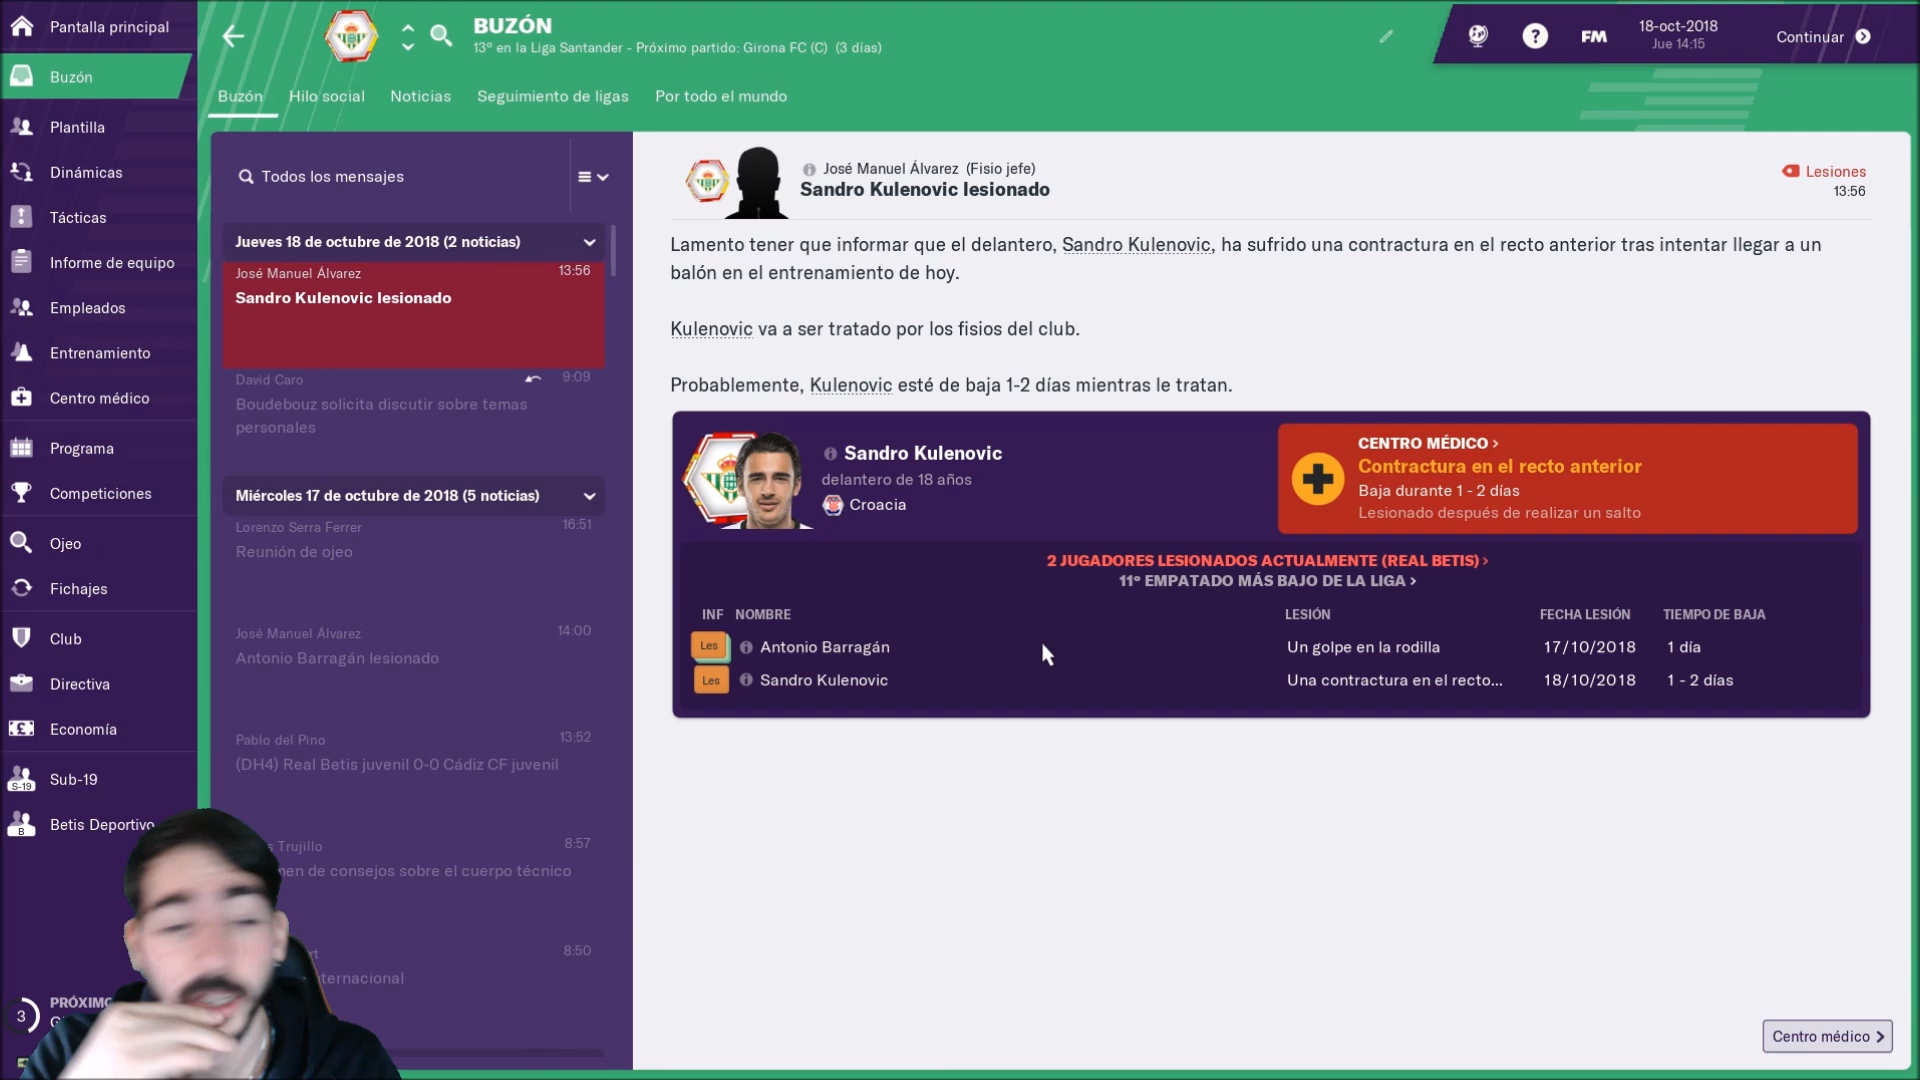 Pantalla principal
Buzón
Plantilla
Dinámicas
Tácticas
Informe de equipo
Empleados
Entrenamiento
Centro médico
Programa
Competiciones
Ojeo
Fichajes
Club
Directiva
Economía
S-19
Sub-19
B
Betis Deportivo
3
PRÓXIMO
BUZÓN
13º en la Liga Santander - Próximo partido: Girona FC (C) (3 días)
FM
18-oct-2018
Jue 14:15
Continuar
Buzón
Hilo social
Noticias
Seguimiento de ligas
Por todo el mundo
Todos los mensajes
Jueves 18 de octubre de 2018 (2 noticias)
José Manuel Álvarez
13:56
Sandro Kulenovic lesionado
David Caro
9:09
Boudebouz solicita discutir sobre temas
personales
Miércoles 17 de octubre de 2018 (5 noticias)
Lorenzo Serra Ferrer
16:51
Reunión de ojeo
José Manuel Álvarez
14:00
Antonio Barragán lesionado
Pablo del Pino
13:52
(DH4) Real Betis juvenil 0-0 Cádiz CF juvenil
Trujillo
8:57
de consejos sobre el cuerpo técnico
8:50
José Manuel Álvarez (Fisio jefe)
Sandro Kulenovic lesionado
Lesiones
13:56
Lamento tener que informar que el delantero, Sandro Kulenovic, ha sufrido una contractura en el recto anterior tras intentar llegar a un
balón en el entrenamiento de hoy.
Kulenovic va a ser tratado por los fisios del club.
Probablemente, Kulenovic esté de baja 1-2 días mientras le tratan.
Sandro Kulenovic
delantero de 18 años
Croacia
CENTRO MÉDICO
Contractura en el recto anterior
Baja durante 1 - 2 días
Lesionado después de realizar un salto
2 JUGADORES LESIONADOS ACTUALMENTE (REAL BETIS)
11º EMPATADO MÁS BAJO DE LA LIGA
INF NOMBRE LESIÓN FECHA LESIÓN TIEMPO DE BAJA
Les Antonio Barragán Un golpe en la rodilla 17/10/2018 1 día
Les Sandro Kulenovic Una contractura en el recto... 18/10/2018 1 - 2 días
Centro médico